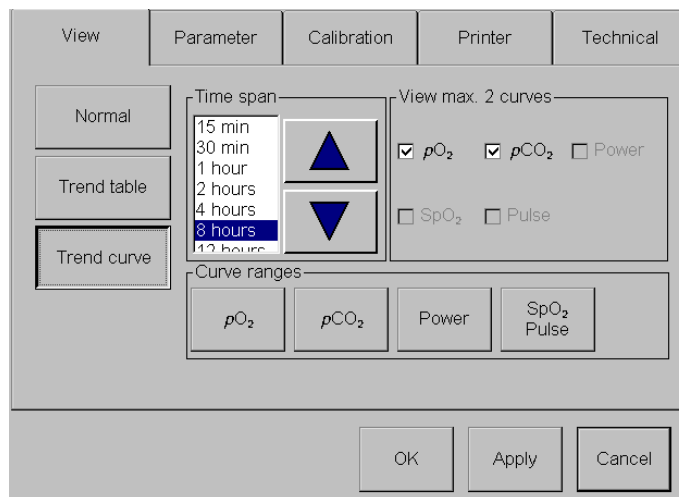 View
Parameter
Calibration
Printer
Technical
Normal
Trend table
Trend curve
Time span
15 min
30 min
1 hour
2 hours
4 hours
8 hours
12 hours
View max. 2 curves
pO₂
pCO₂
Power
SpO₂
Pulse
Curve ranges
pO₂
pCO₂
Power
SpO₂
Pulse
OK
Apply
Cancel